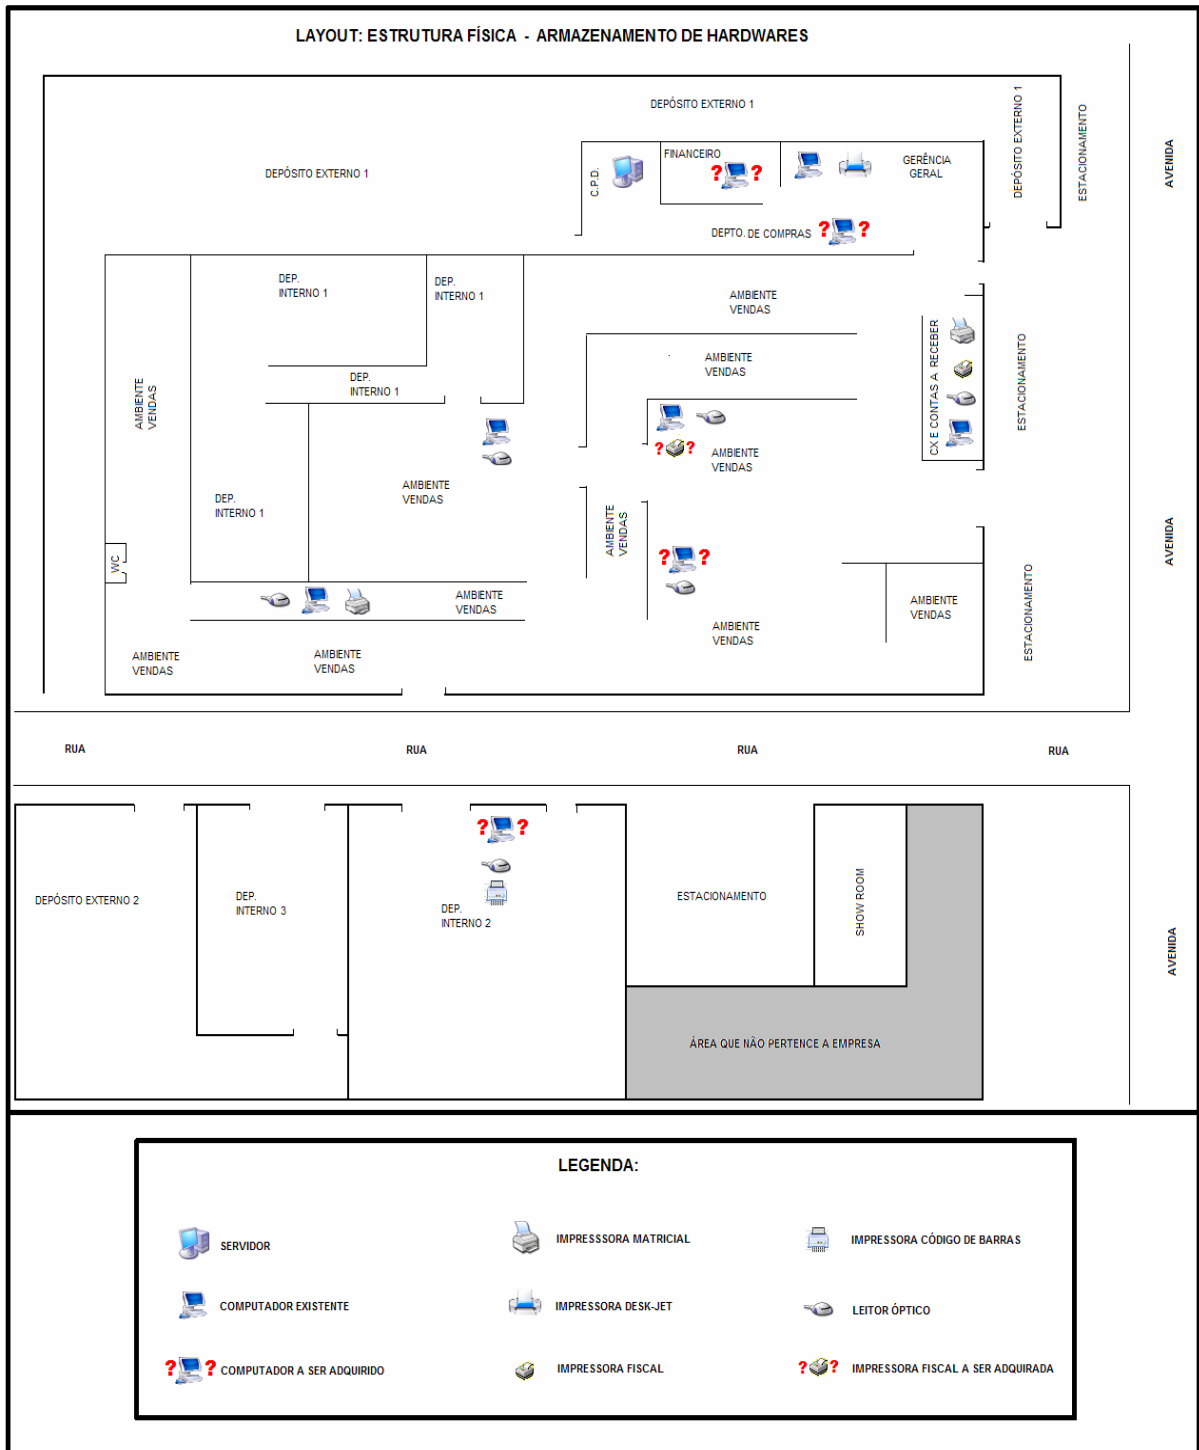 LAYOUT: ESTRUTURA FÍSICA - ARMAZENAMENTO DE HARDWARES
DEPÓSITO EXTERNO 1
DEPÓSITO EXTERNO 1
DEPÓSITO EXTERNO 1
ESTACIONAMENTO
AVENIDA
C.P.D.
FINANCEIRO
? ?
GERÊNCIA
GERAL
DEPTO. DE COMPRAS
? ?
DEP.
INTERNO 1
DEP.
INTERNO 1
AMBIENTE
VENDAS
AMBIENTE
VENDAS
DEP.
INTERNO 1
AMBIENTE
VENDAS
CX E CONTAS A RECEBER
ESTACIONAMENTO
? ?
AMBIENTE
VENDAS
AMBIENTE
VENDAS
DEP.
INTERNO 1
AMBIENTE
VENDAS
AVENIDA
WC
? ?
AMBIENTE
VENDAS
AMBIENTE
VENDAS
ESTACIONAMENTO
AMBIENTE
VENDAS
AMBIENTE
VENDAS
AMBIENTE
VENDAS
RUA
RUA
RUA
RUA
? ?
DEPÓSITO EXTERNO 2
DEP.
INTERNO 3
DEP.
INTERNO 2
ESTACIONAMENTO
SHOW ROOM
AVENIDA
ÁREA QUE NÃO PERTENCE A EMPRESA
LEGENDA:
SERVIDOR
IMPRESSSORA MATRICIAL
IMPRESSORA CÓDIGO DE BARRAS
COMPUTADOR EXISTENTE
IMPRESSORA DESK-JET
LEITOR ÓPTICO
? ? COMPUTADOR A SER ADQUIRIDO
IMPRESSORA FISCAL
? ? IMPRESSORA FISCAL A SER ADQUIRADA